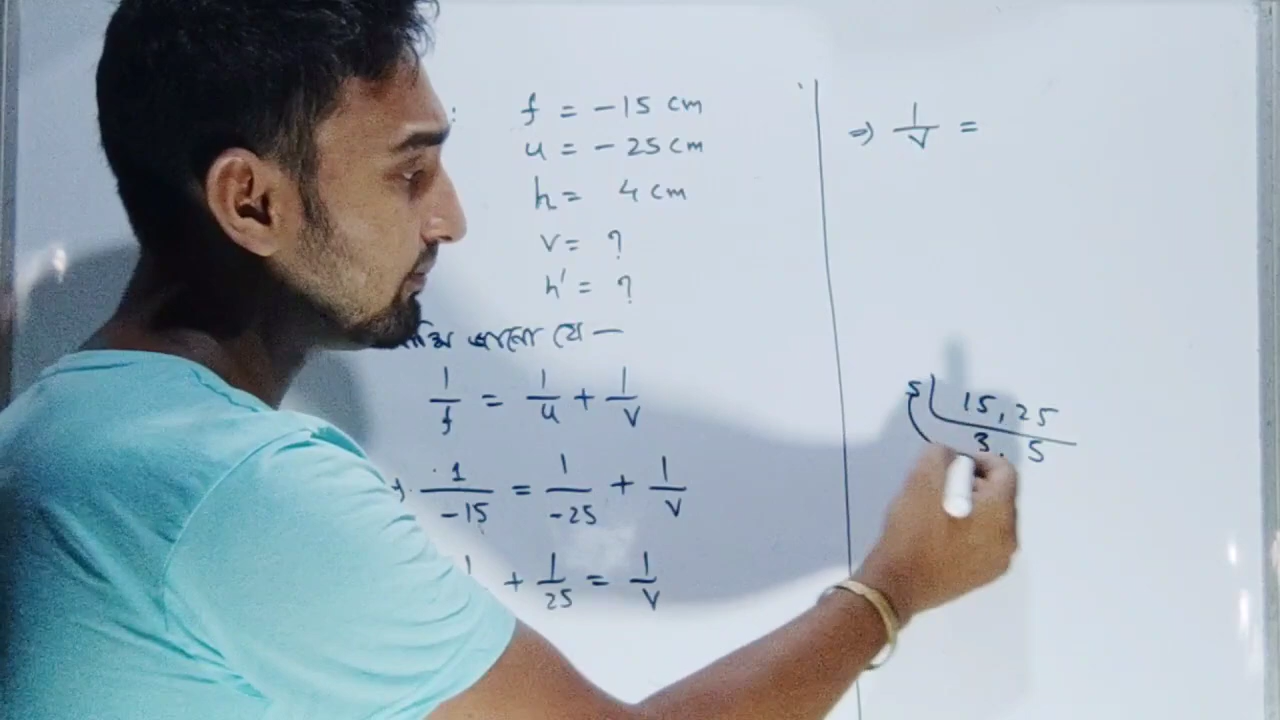 f = -15 cm
u = - 25 cm
h = 4 cm
v = ?
h' = ?
জানো যে —
1/f = 1/u + 1/v
1/-15 = 1/-25 + 1/v
+ 1/25 = 1/v
⇒ 1/v =
5 | 15, 25
3, 5